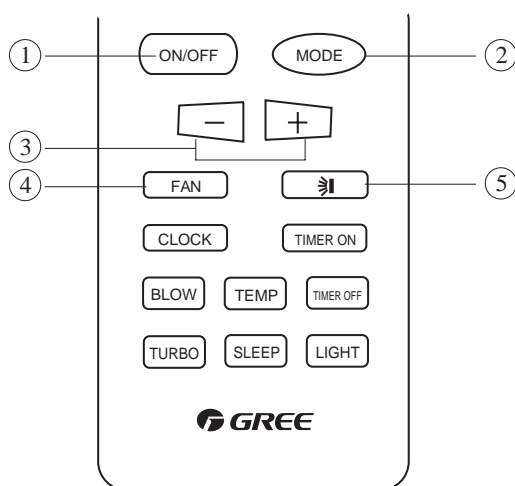 ① ON/OFF MODE ②
− +
③
④ FAN ⑤
CLOCK TIMER ON
BLOW TEMP TIMER OFF
TURBO SLEEP LIGHT
GREE